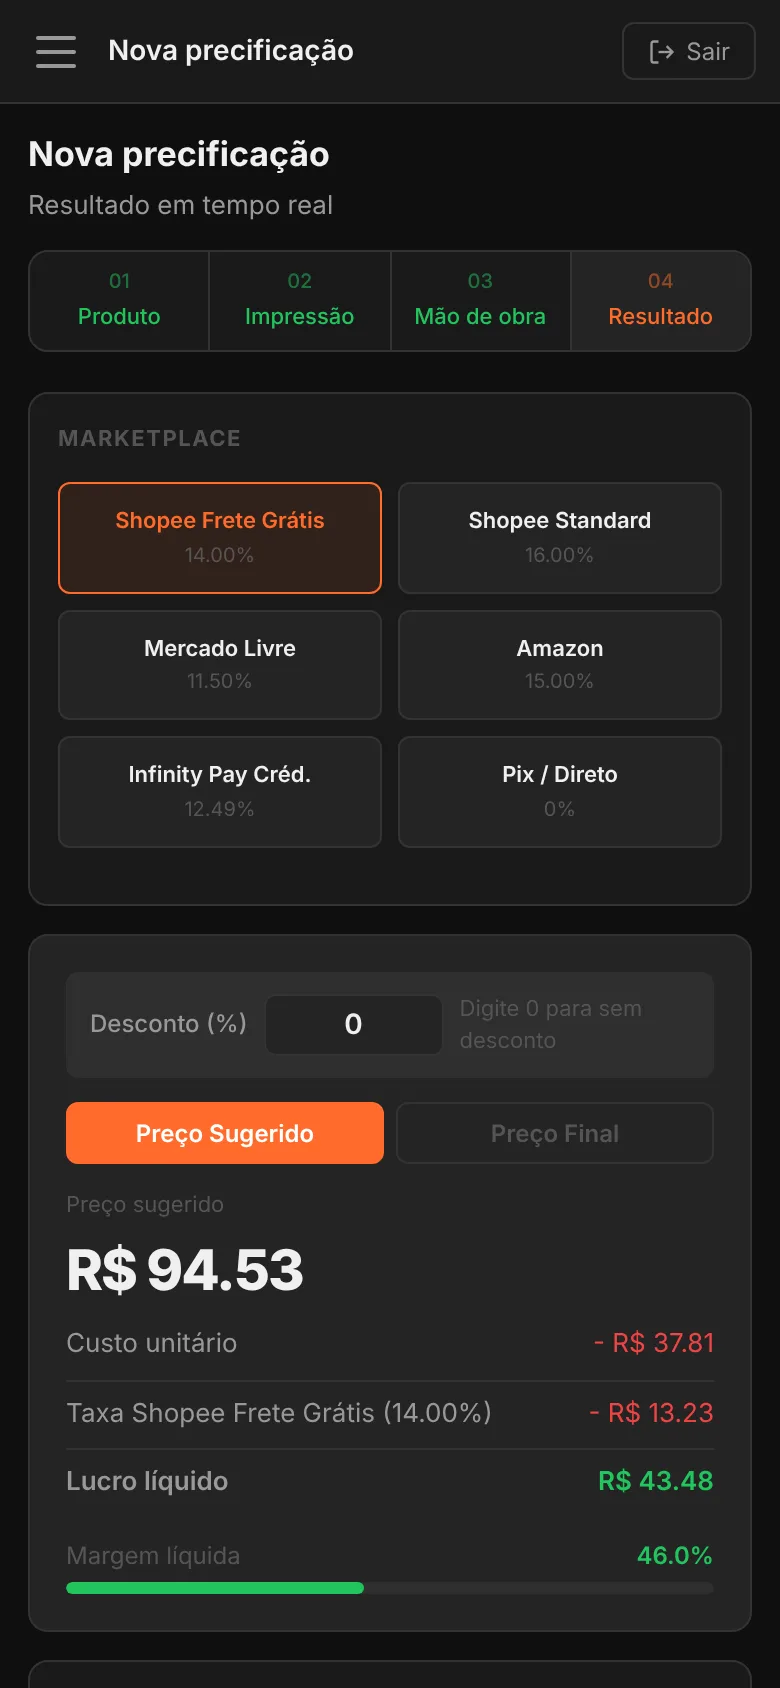 Nova precificação
Sair
Nova precificação
Resultado em tempo real
01
Produto
02
Impressão
03
Mão de obra
04
Resultado
MARKETPLACE
Shopee Frete Grátis
14.00%
Shopee Standard
16.00%
Mercado Livre
11.50%
Amazon
15.00%
Infinity Pay Créd.
12.49%
Pix / Direto
0%
Desconto (%)
0
Digite 0 para sem
desconto
Preço Sugerido
Preço Final
Preço sugerido
R$ 94.53
Custo unitário
- R$ 37.81
Taxa Shopee Frete Grátis (14.00%)
- R$ 13.23
Lucro líquido
R$ 43.48
Margem líquida
46.0%